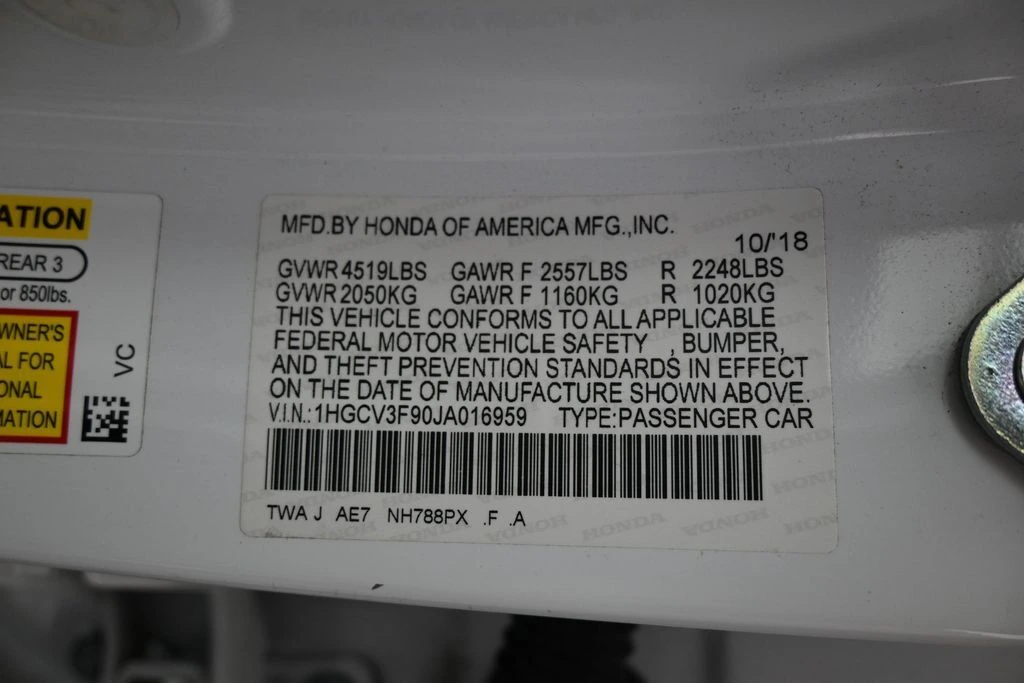 ATION
REAR 3
or 850lbs.
WNER'S
AL FOR
ONAL
MATION
VC
MFD.BY HONDA OF AMERICA MFG.,INC.
10/'18
GVWR 4519LBS GAWR F 2557LBS R 2248LBS
GVWR 2050KG GAWR F 1160KG R 1020KG
THIS VEHICLE CONFORMS TO ALL APPLICABLE
FEDERAL MOTOR VEHICLE SAFETY , BUMPER,
AND THEFT PREVENTION STANDARDS IN EFFECT
ON THE DATE OF MANUFACTURE SHOWN ABOVE.
V.I.N.:1HGCV3F90JA016959 TYPE:PASSENGER CAR
TWA J AE7 NH788PX .F .A
HONDA